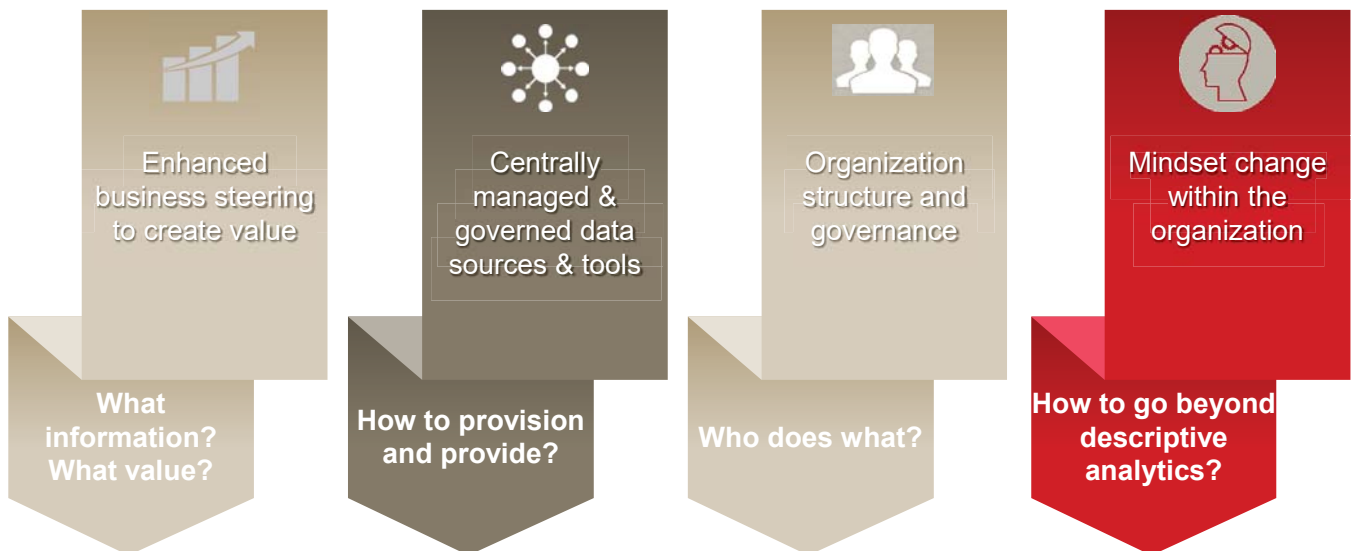 Enhanced
business steering
to create value
What
information?
What value?
Centrally
managed &
governed data
sources & tools
How to provision
and provide?
Organization
structure and
governance
Who does what?
Mindset change
within the
organization
How to go beyond
descriptive
analytics?